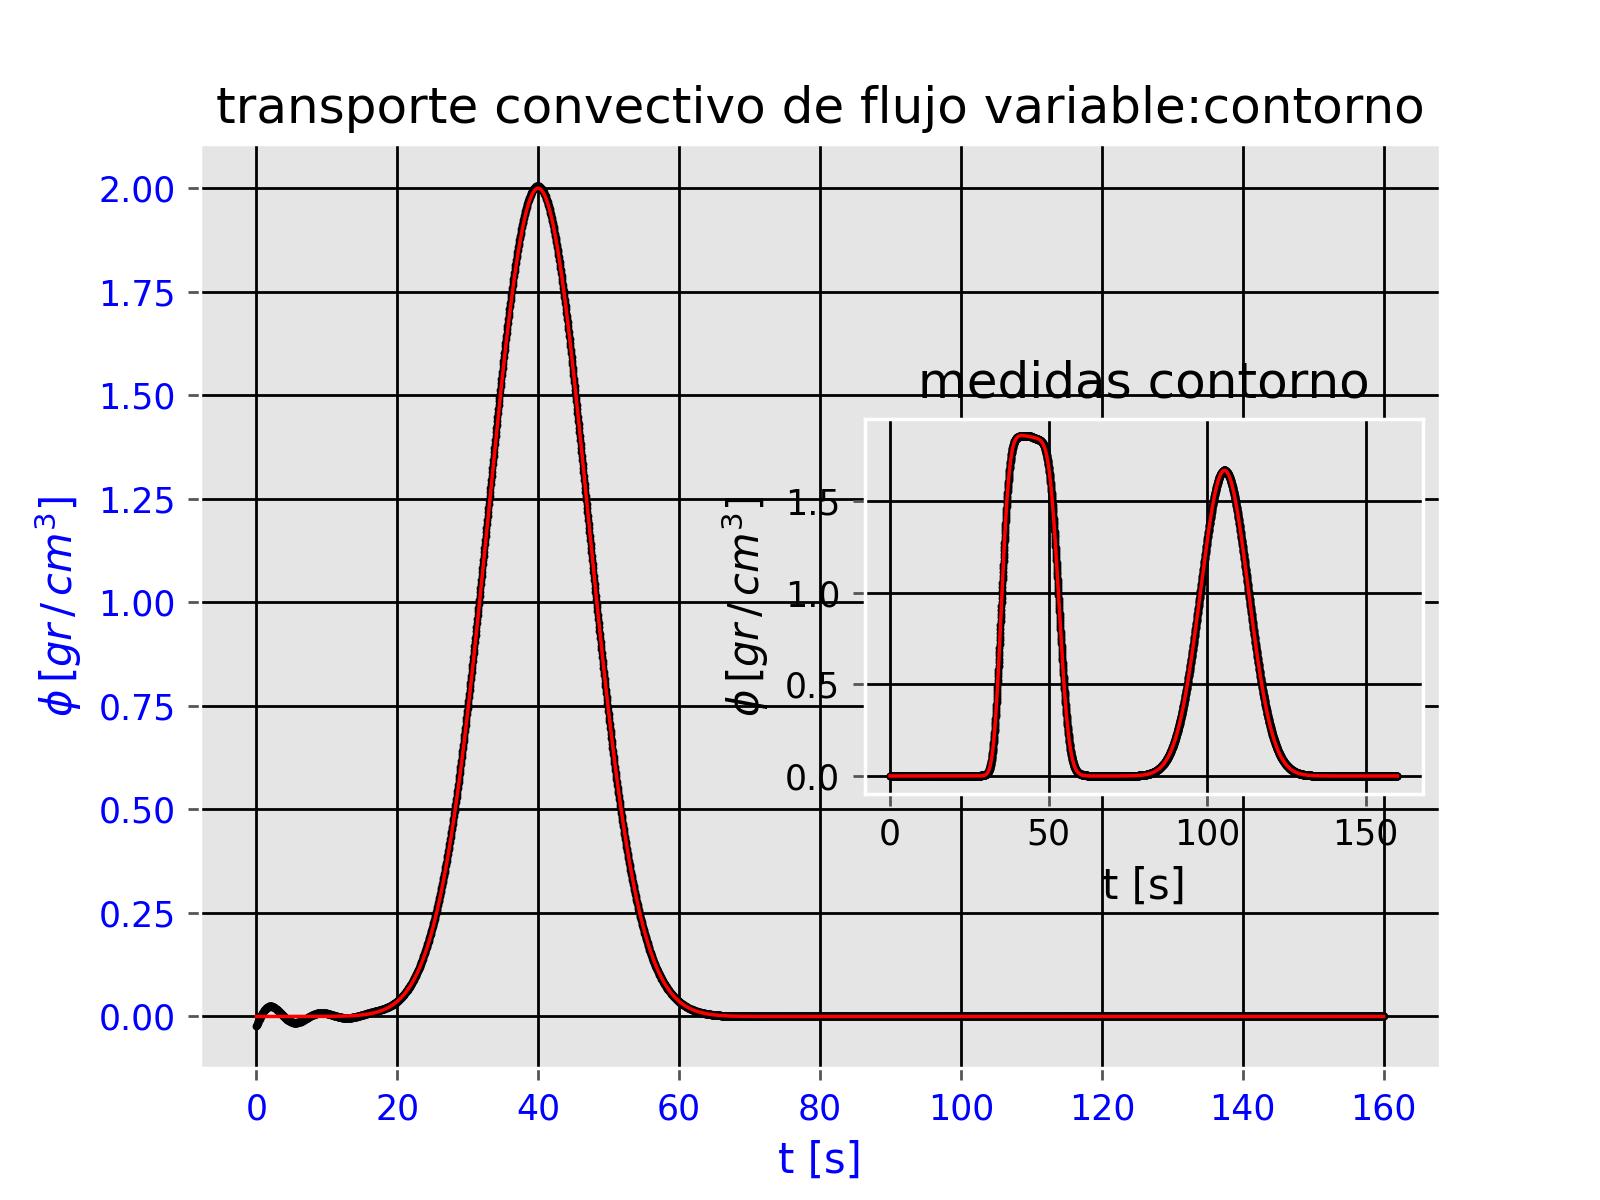 transporte convectivo de flujo variable:contorno
2.00
1.75
1.50
1.25
1.00
0.75
0.50
0.25
0.00
ϕ [gr/cm³]
0 20 40 60 80 100 120 140 160
t [s]
medidas contorno
1.5
1.0
0.5
0.0
ϕ [gr/cm³]
0 50 100 150
t [s]